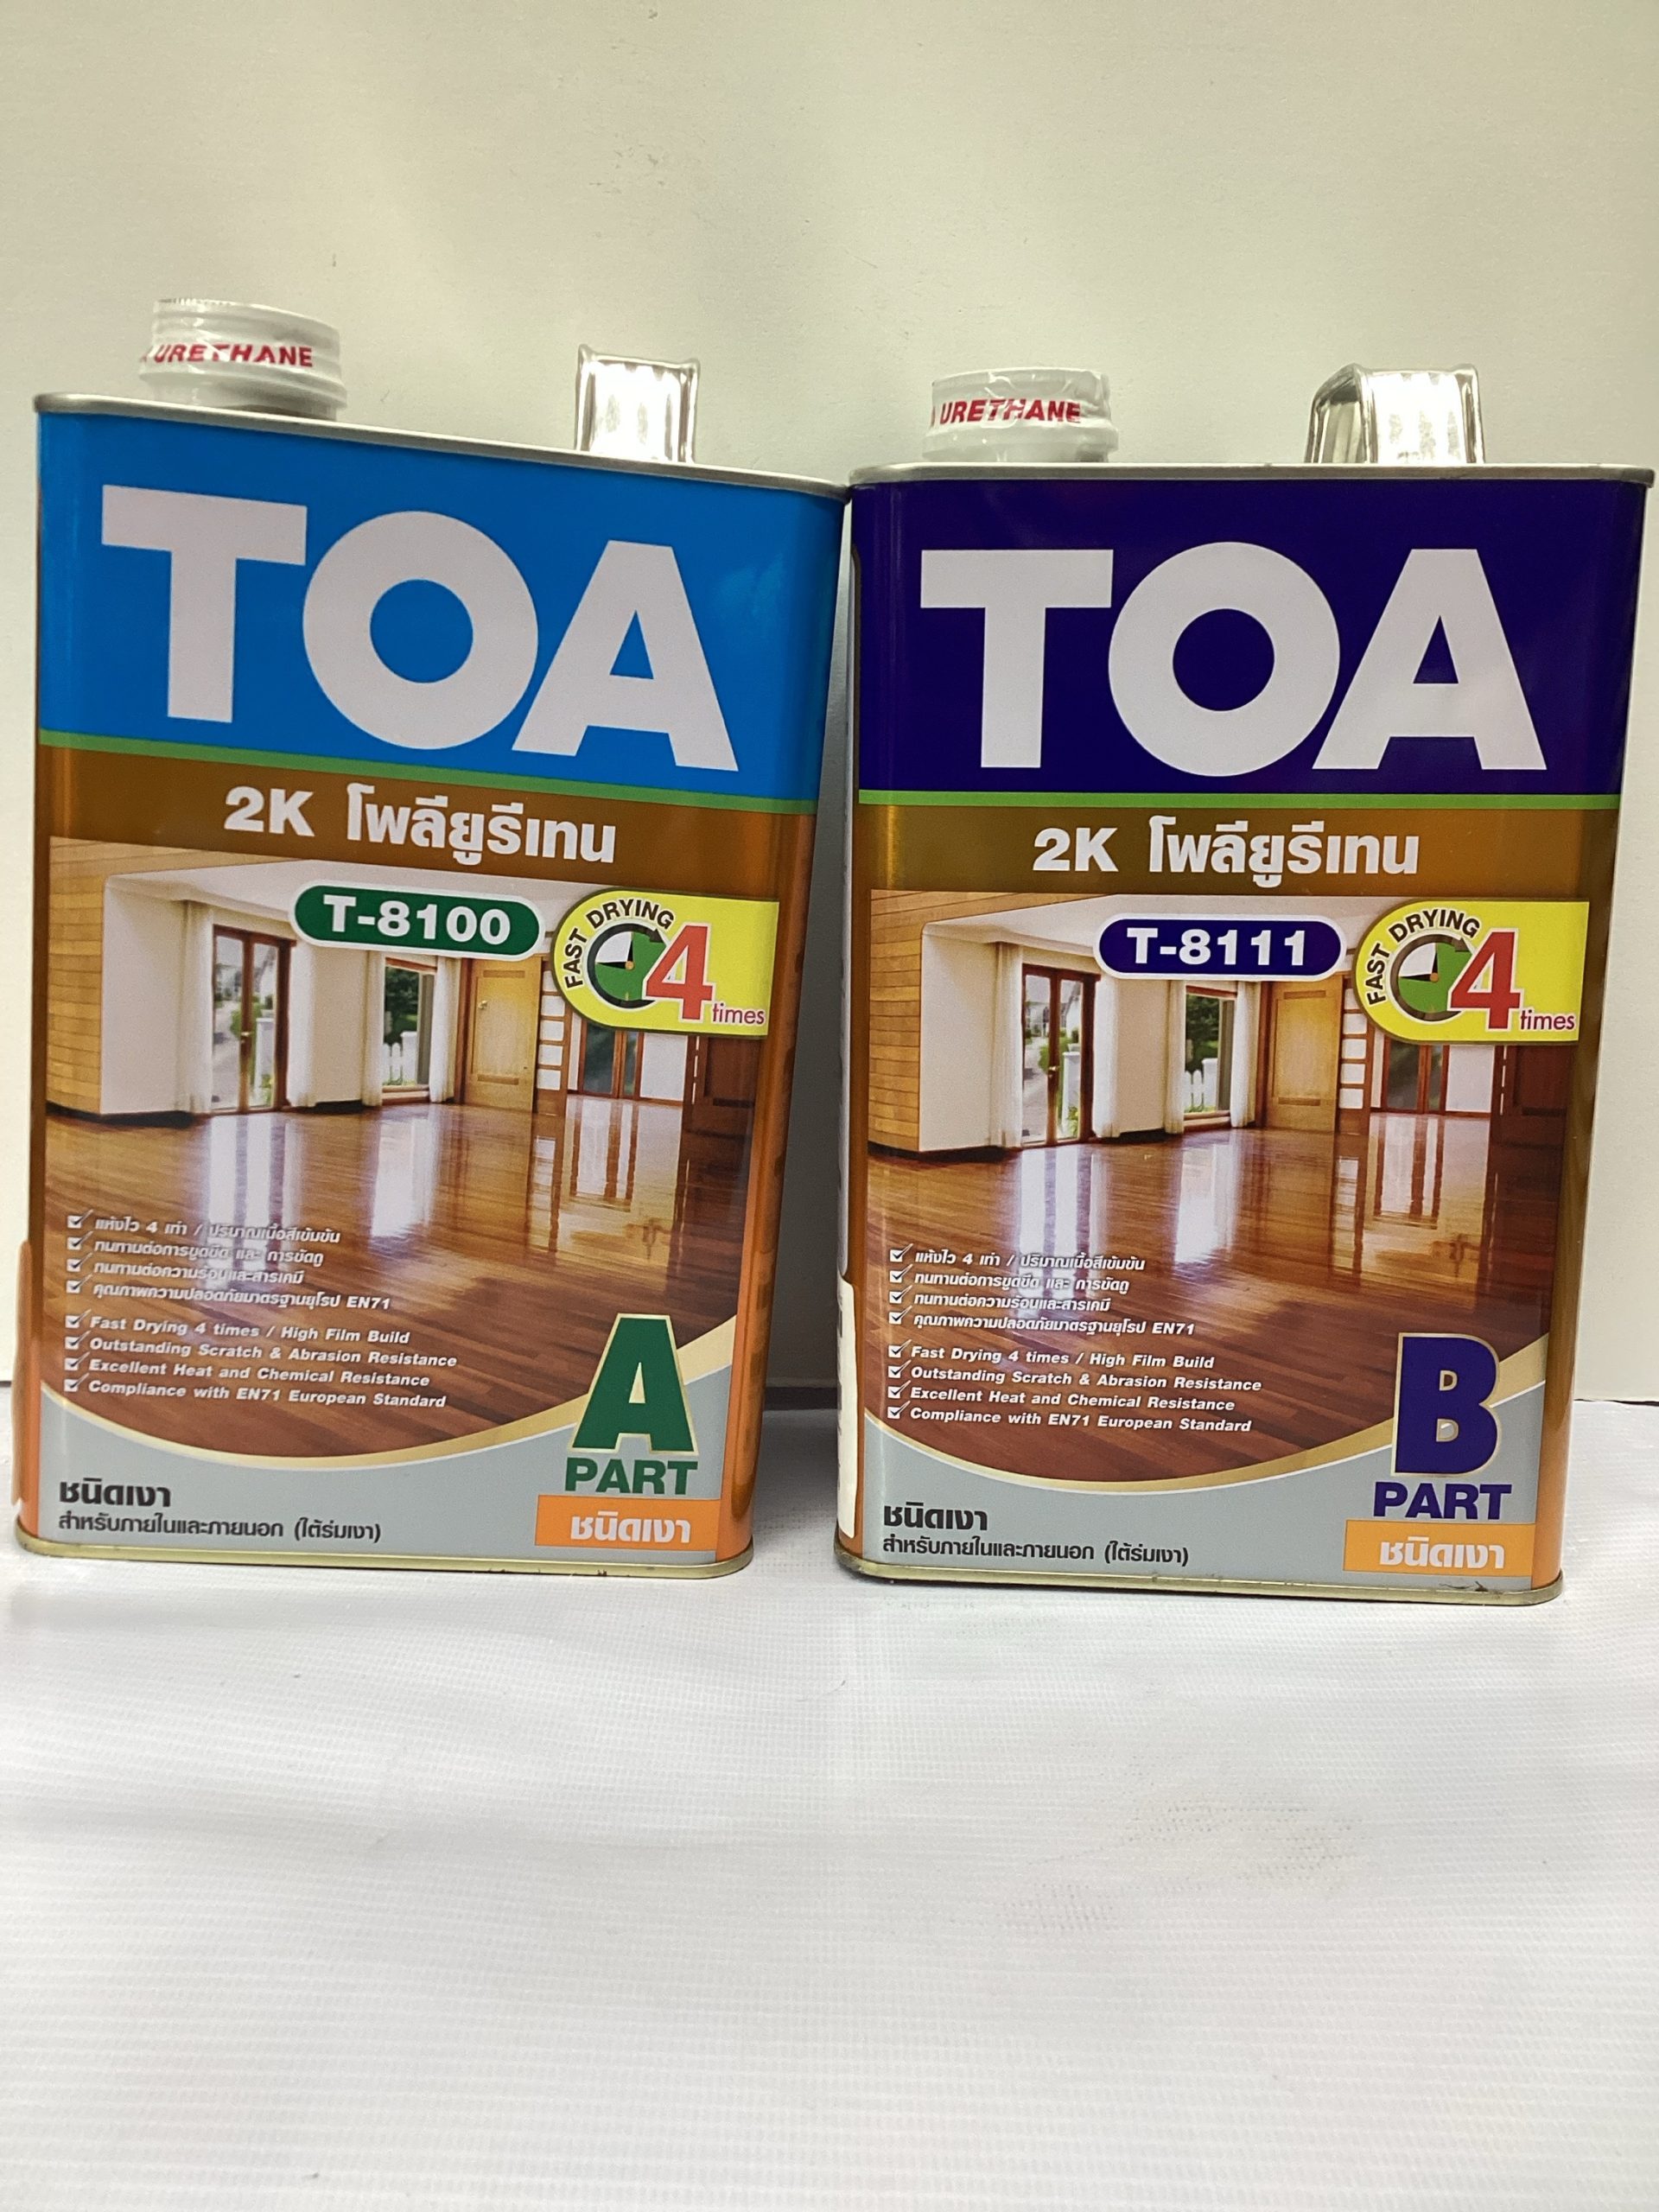 URETHANE
TOA
2K โพลียูรีเทน
T-8100
FAST DRYING
4
times
แห้งไว 4 เท่า / ปริมาณเนื้อสีเข้มข้น
ทนทานต่อการขูดขีด และ การขัดถู
ทนทานต่อความร้อนและสารเคมี
คุณภาพความปลอดภัยมาตรฐานยุโรป EN71
Fast Drying 4 times / High Film Build
Outstanding Scratch & Abrasion Resistance
Excellent Heat and Chemical Resistance
Compliance with EN71 European Standard
A
PART
ชนิดเงา
สำหรับภายในและภายนอก (ใต้ร่มเงา)
ชนิดเงา
URETHANE
TOA
2K โพลียูรีเทน
T-8111
FAST DRYING
4
times
แห้งไว 4 เท่า / ปริมาณเนื้อสีเข้มข้น
ทนทานต่อการขูดขีด และ การขัดถู
ทนทานต่อความร้อนและสารเคมี
คุณภาพความปลอดภัยมาตรฐานยุโรป EN71
Fast Drying 4 times / High Film Build
Outstanding Scratch & Abrasion Resistance
Excellent Heat and Chemical Resistance
Compliance with EN71 European Standard
B
PART
ชนิดเงา
สำหรับภายในและภายนอก (ใต้ร่มเงา)
ชนิดเงา